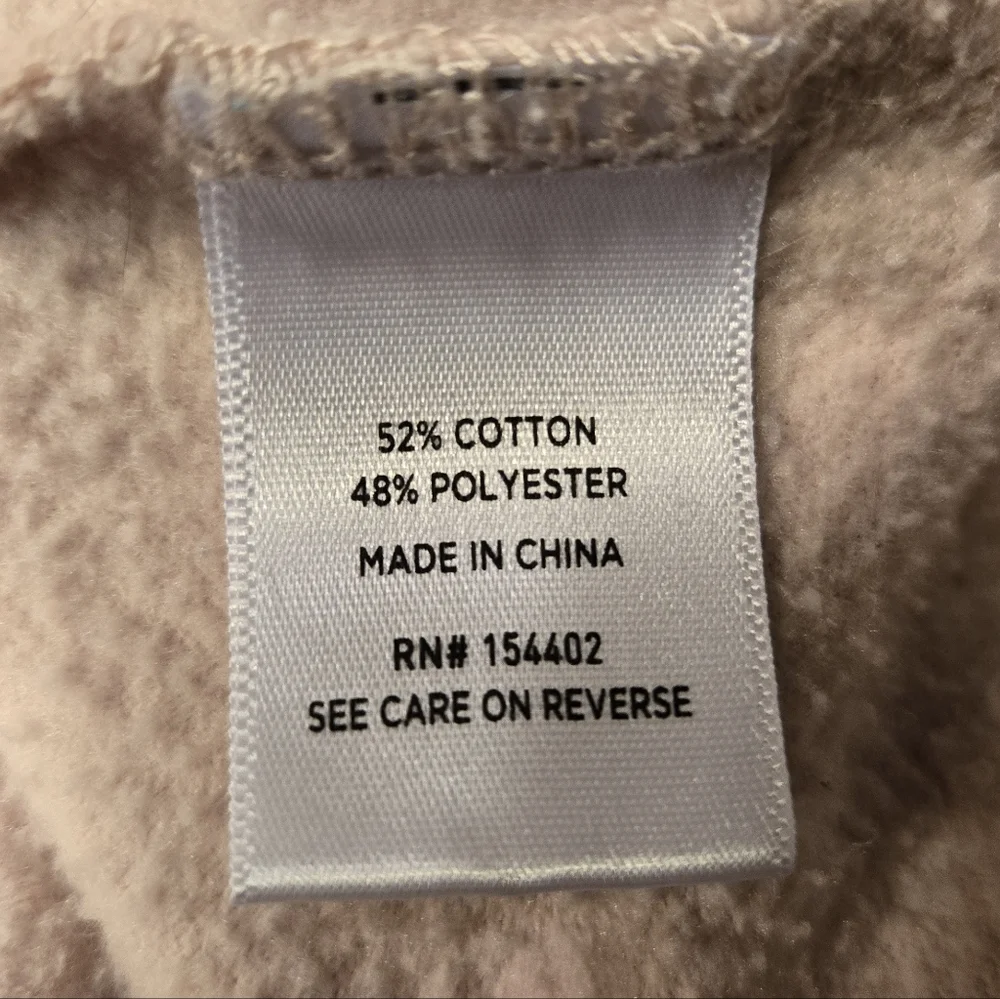 52% COTTON
48% POLYESTER
MADE IN CHINA
RN# 154402
SEE CARE ON REVERSE